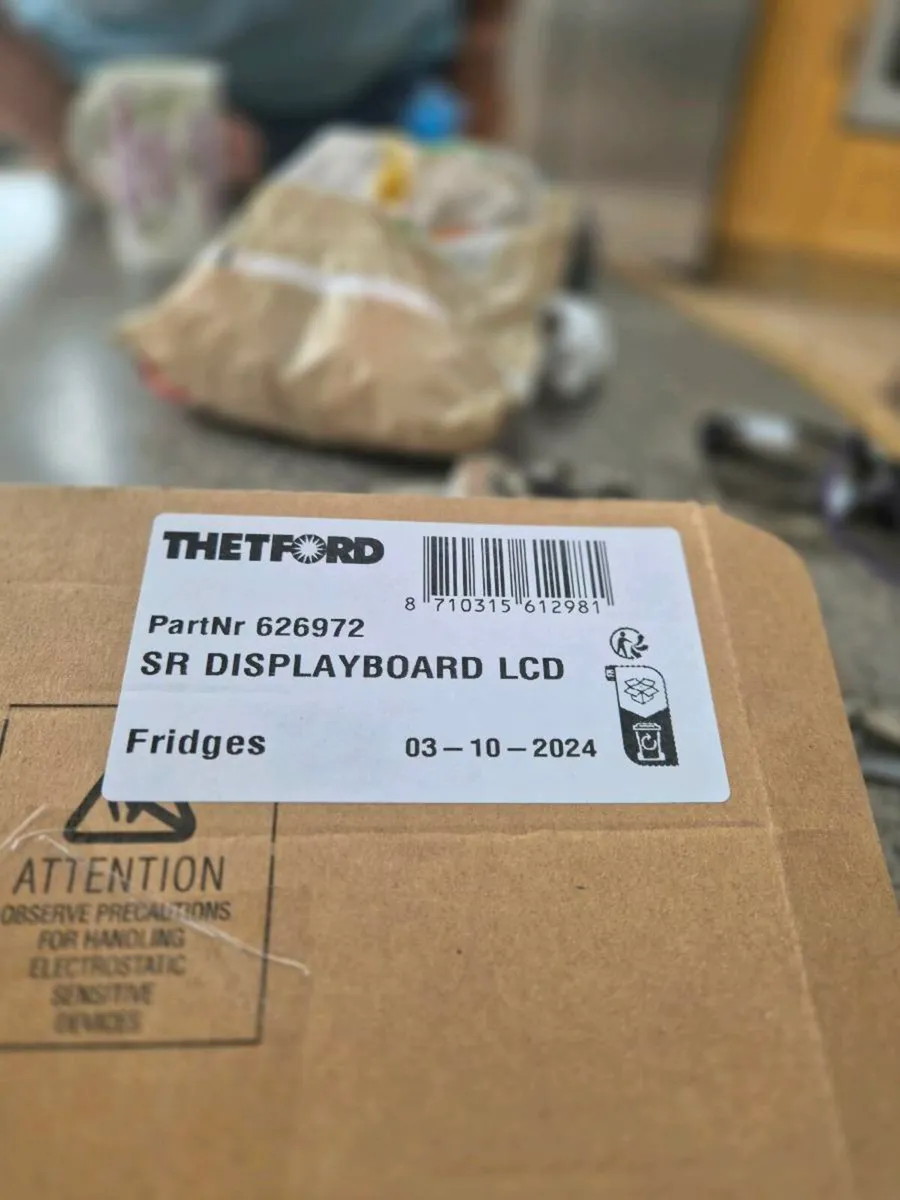 THETFORD
8 710315 612981
PartNr 626972
SR DISPLAYBOARD LCD
FR
Fridges
03-10-2024
ATTENTION
OBSERVE PRECAUTIONS
FOR HANDLING
ELECTROSTATIC
SENSITIVE
DEVICES